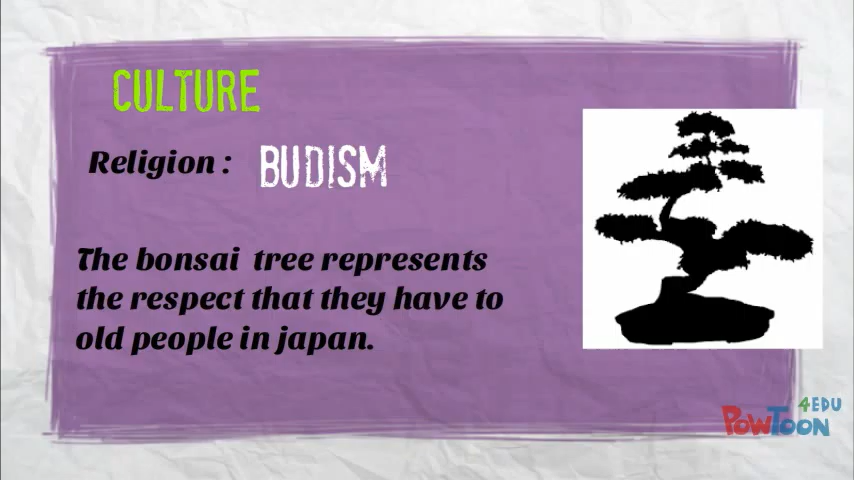 CULTURE
Religion : BUDISM
The bonsai tree represents
the respect that they have to
old people in japan.
4EDU
POWTOON